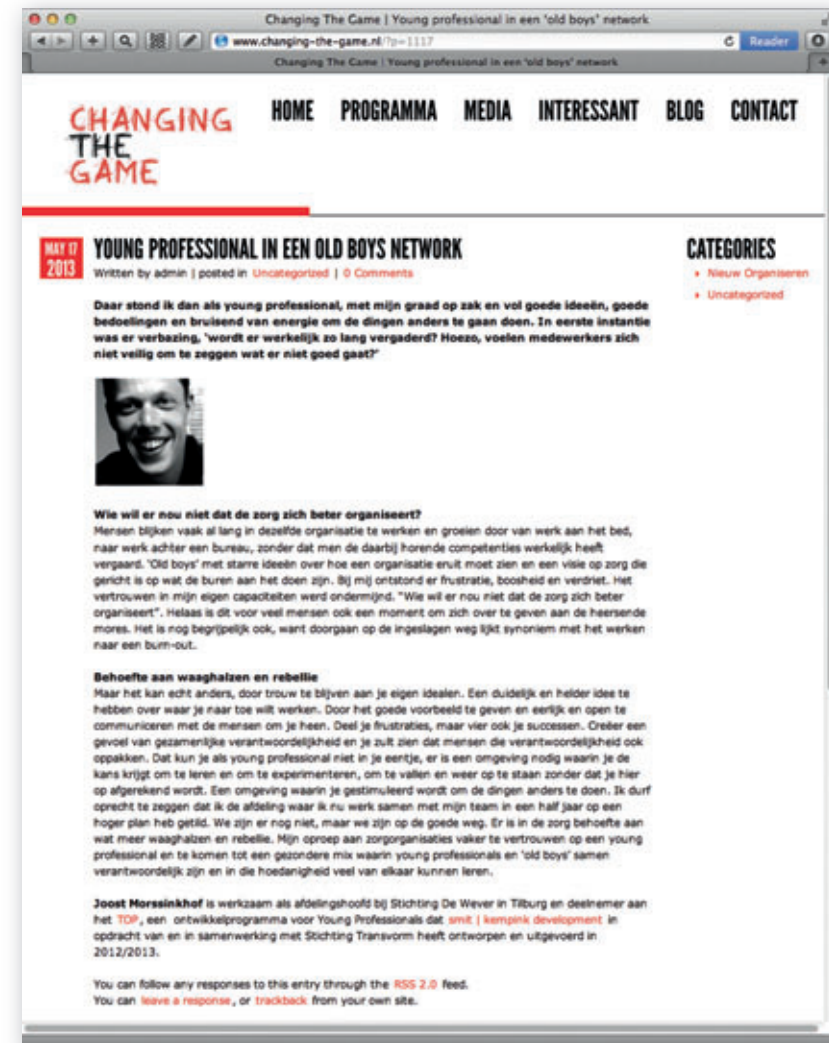 Changing The Game | Young professional in een 'old boys' network
www.changing-the-game.nl/?p=1117
Reader
Changing The Game | Young professional in een 'old boys' network
CHANGING
THE
GAME
HOME PROGRAMMA MEDIA INTERESSANT BLOG CONTACT
MAY 17
2013
YOUNG PROFESSIONAL IN EEN OLD BOYS NETWORK
Written by admin | posted in Uncategorized | 0 Comments
CATEGORIES
Nieuw Organiseren
Uncategorized
Daar stond ik dan als young professional, met mijn graad op zak en vol goede ideeën, goede
bedoelingen en bruisend van energie om de dingen anders te gaan doen. In eerste instantie
was er verbazing, 'wordt er werkelijk zo lang vergaderd? Hoezo, voelen medewerkers zich
niet veilig om te zeggen wat er niet goed gaat?'
Wie wil er nou niet dat de zorg zich beter organiseert?
Mensen blijken vaak al lang in dezelfde organisatie te werken en groeien door van werk aan het bed,
naar werk achter een bureau, zonder dat men de daarbij horende competenties werkelijk heeft
vergaard. 'Old boys' met starre ideeën over hoe een organisatie eruit moet zien en een visie op zorg die
gericht is op wat de buren aan het doen zijn. Bij mij ontstond er frustratie, boosheid en verdriet. Het
vertrouwen in mijn eigen capaciteiten werd ondermijnd. "Wie wil er nou niet dat de zorg zich beter
organiseert". Helaas is dit voor veel mensen ook een moment om zich over te geven aan de heersende
mores. Het is nog begrijpelijk ook, want doorgaan op de ingeslagen weg lijkt synoniem met het werken
naar een burn-out.
Behoefte aan waaghalzen en rebellie
Maar het kan echt anders, door trouw te blijven aan je eigen idealen. Een duidelijk en helder idee te
hebben over waar je naar toe wilt werken. Door het goede voorbeeld te geven en eerlijk en open te
communiceren met de mensen om je heen. Deel je frustraties, maar vier ook je successen. Creëer een
gevoel van gezamenlijke verantwoordelijkheid en je zult zien dat mensen die verantwoordelijkheid ook
oppakken. Dat kun je als young professional niet in je eentje, er is een omgeving nodig waarin je de
kans krijgt om te leren en om te experimenteren, om te vallen en weer op te staan zonder dat je hier
op afgerekend wordt. Een omgeving waarin je gestimuleerd wordt om de dingen anders te doen. Ik durf
oprecht te zeggen dat ik de afdeling waar ik nu werk samen met mijn team in een half jaar op een
hoger plan heb getild. We zijn er nog niet, maar we zijn op de goede weg. Er is in de zorg behoefte aan
wat meer waaghalzen en rebellie. Mijn oproep aan zorgorganisaties vaker te vertrouwen op een young
professional en te komen tot een gezondere mix waarin young professionals en 'old boys' samen
verantwoordelijk zijn en in die hoedanigheid veel van elkaar kunnen leren.
Joost Morssinkhof is werkzaam als afdelingshoofd bij Stichting De Wever in Tilburg en deelnemer aan
het TOP, een ontwikkelprogramma voor Young Professionals dat smit | kempink development in
opdracht van en in samenwerking met Stichting Transvorm heeft ontworpen en uitgevoerd in
2012/2013.
You can follow any responses to this entry through the RSS 2.0 feed.
You can leave a response, or trackback from your own site.